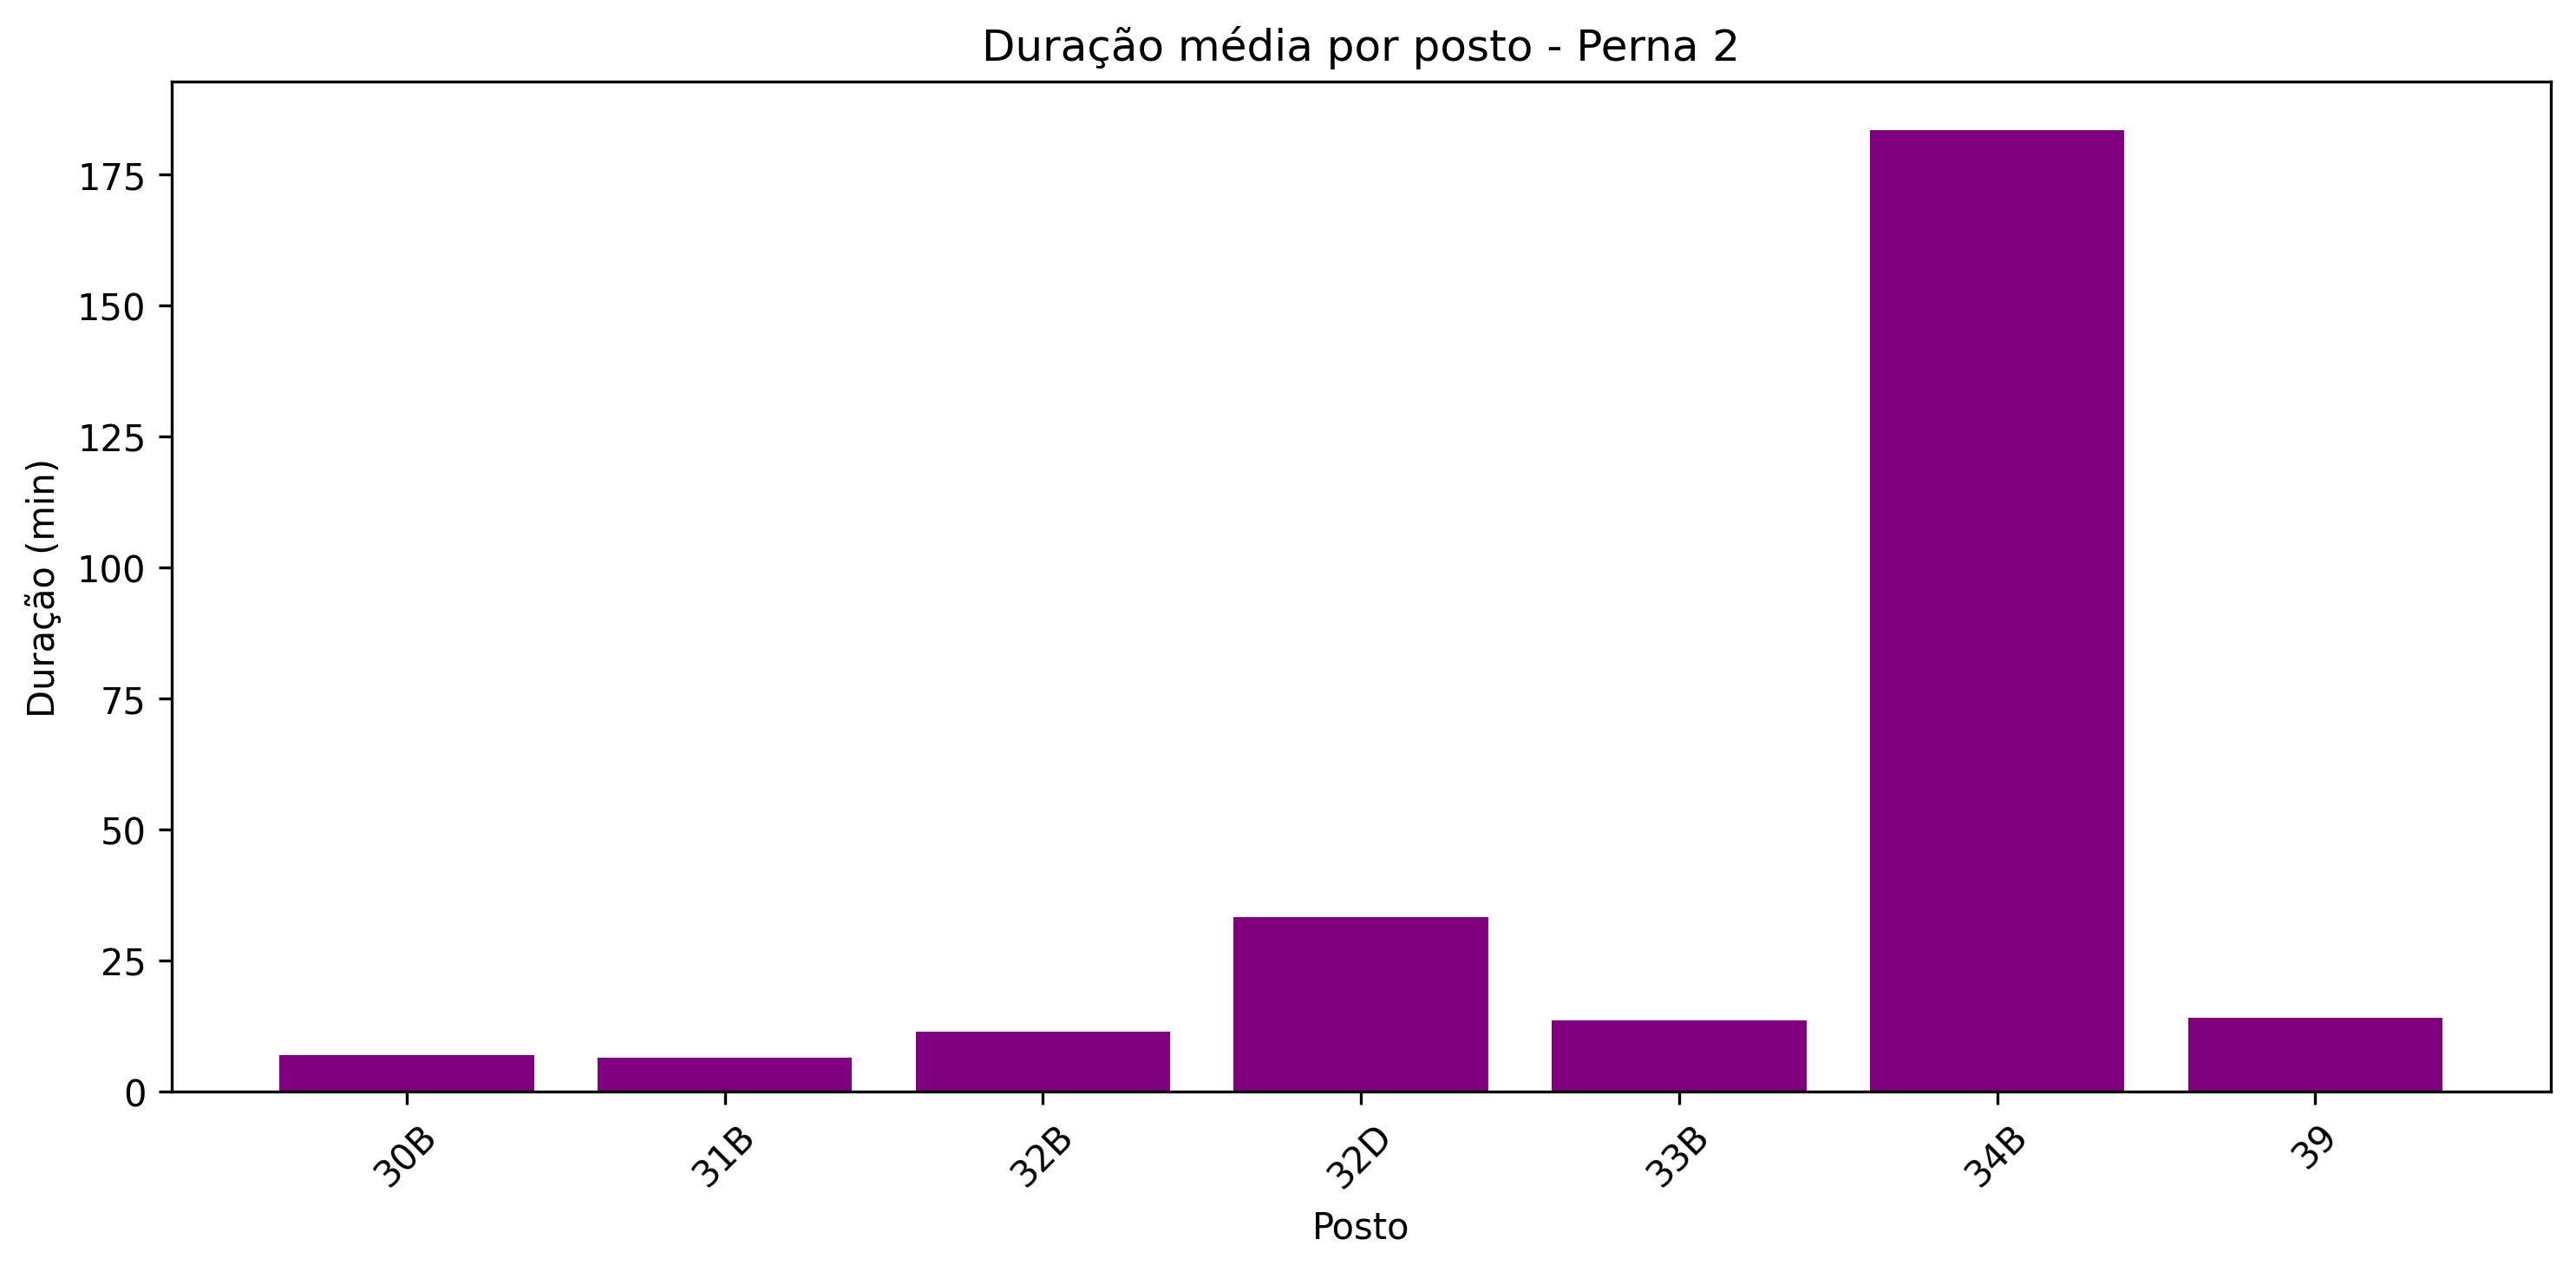 Duração média por posto - Perna 2
Duração (min)
175
150
125
100
75
50
25
0
30B
31B
32B
32D
33B
34B
39
Posto